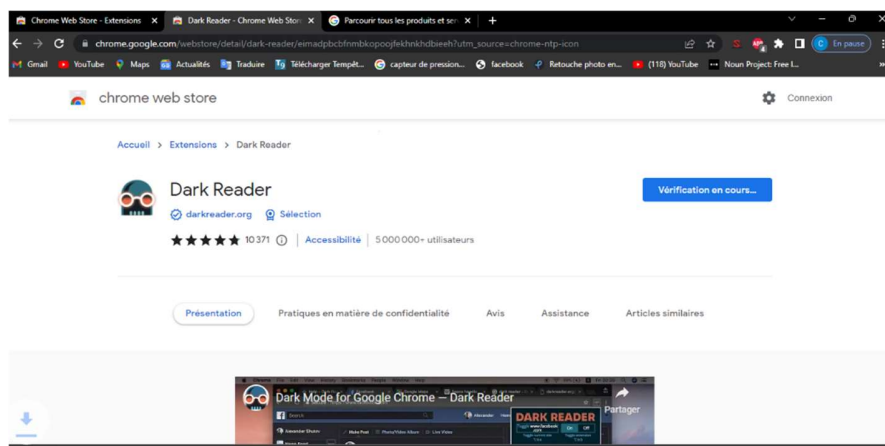 Chrome Web Store - Extensions
Dark Reader - Chrome Web Stor
Parcourir tous les produits et ser
chrome.google.com/webstore/detail/dark-reader/eimadpbcbfnmbkopoojfekhnkhdbieeh?utm_source=chrome-ntp-icon
En pause
Gmail YouTube Maps Actualités Traduire Télécharger Tempêt... capteur de pression... facebook Retouche photo en... (118) YouTube Noun Project: Free I...
chrome web store
Connexion
Accueil > Extensions > Dark Reader
Dark Reader
Vérification en cours...
darkreader.org Sélection
10 371 Accessibilité 5 000 000+ utilisateurs
Présentation Pratiques en matière de confidentialité Avis Assistance Articles similaires
Dark Mode for Google Chrome — Dark Reader
Partager
DARK READER
On Off